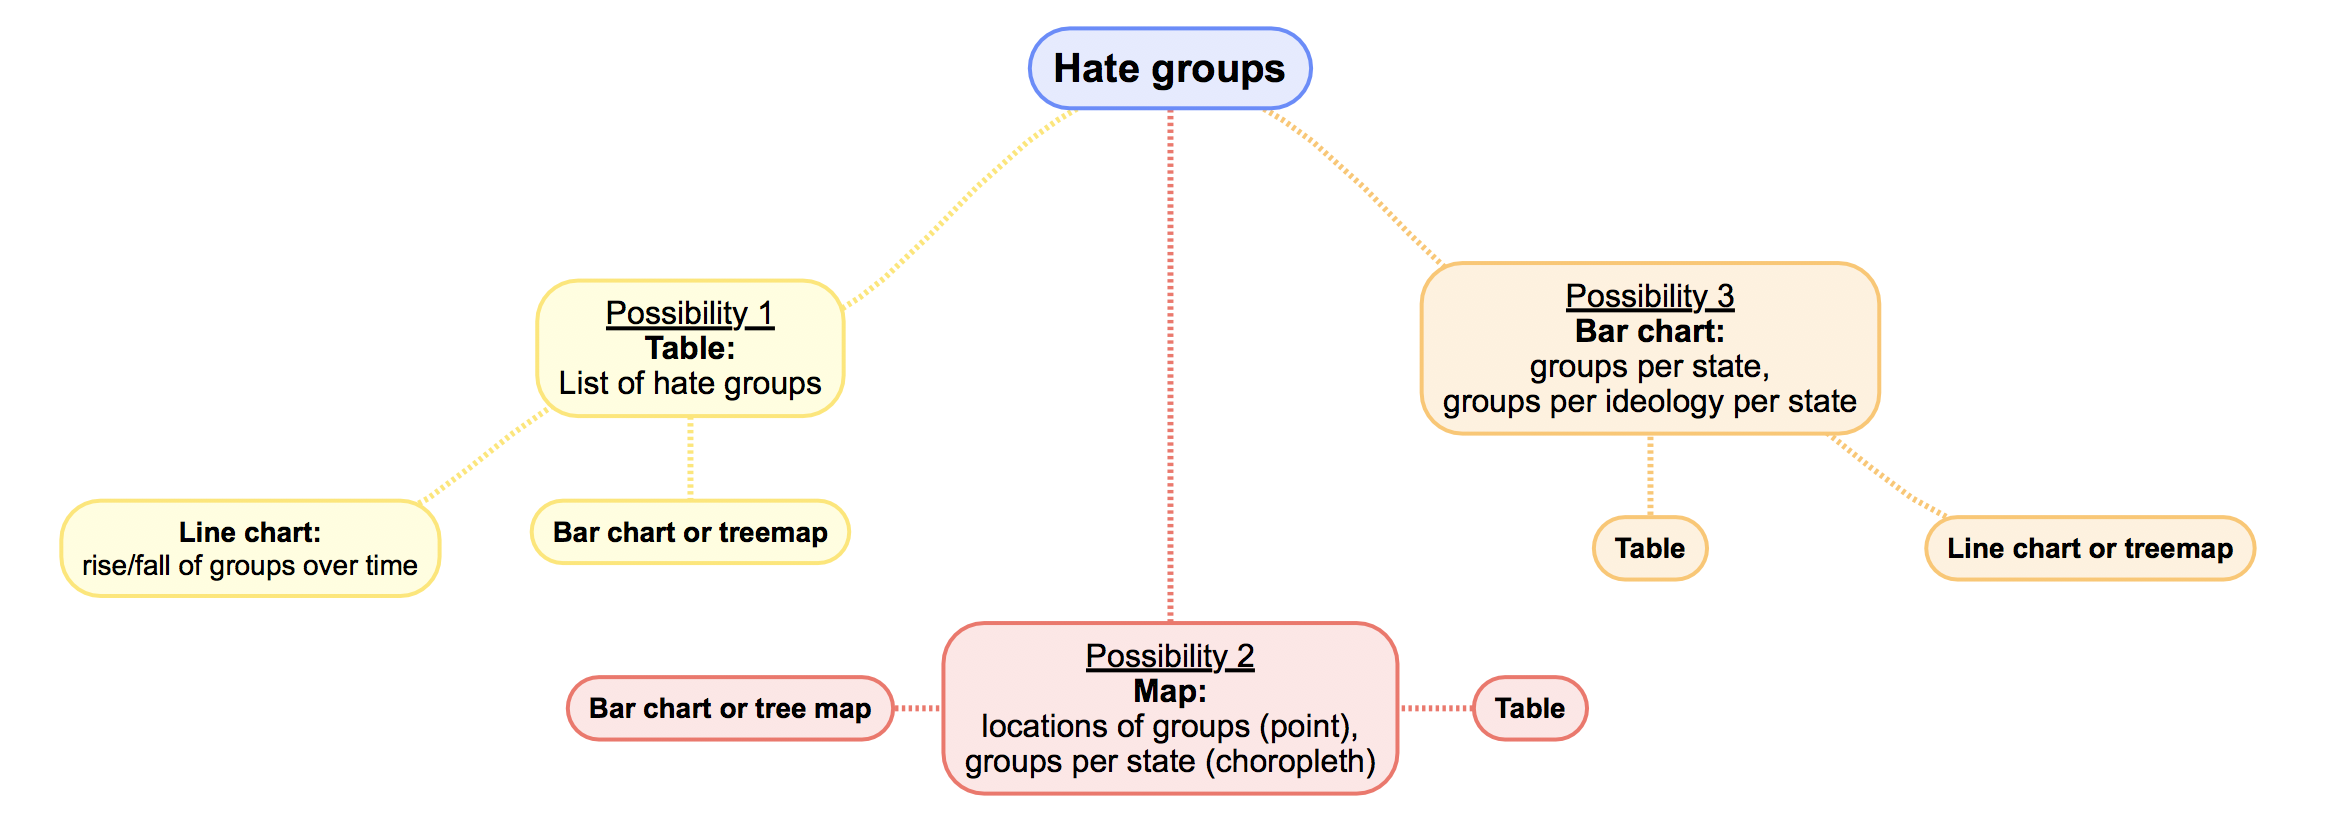 Hate groups
Possibility 1
Table:
List of hate groups
Line chart:
rise/fall of groups over time
Bar chart or treemap
Possibility 3
Bar chart:
groups per state,
groups per ideology per state
Table
Line chart or treemap
Possibility 2
Map:
locations of groups (point),
groups per state (choropleth)
Bar chart or tree map
Table